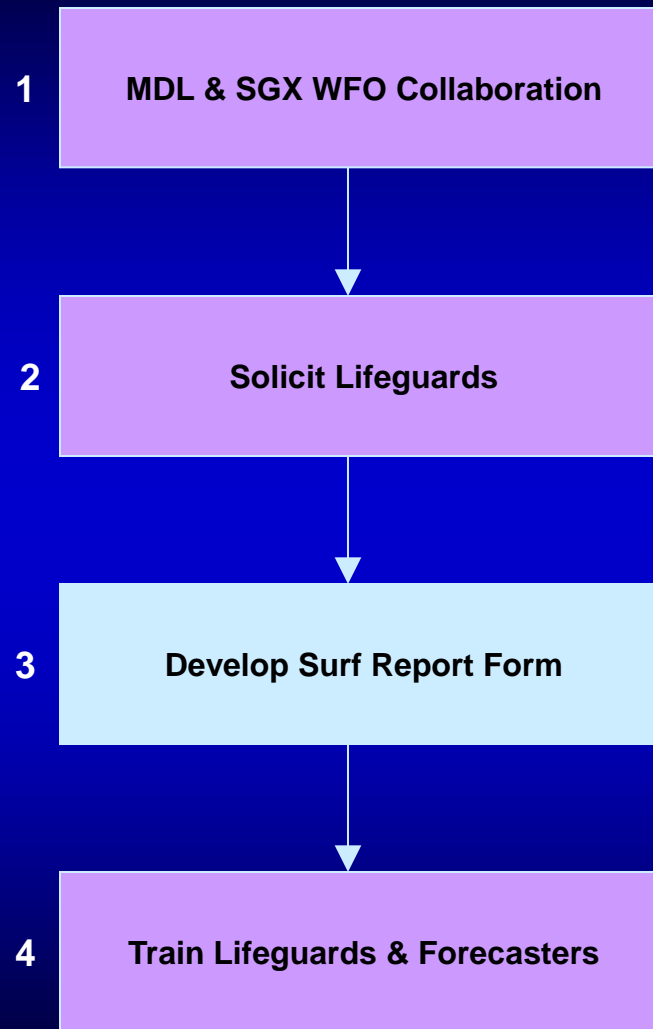 1 MDL & SGX WFO Collaboration
2 Solicit Lifeguards
3 Develop Surf Report Form
4 Train Lifeguards & Forecasters